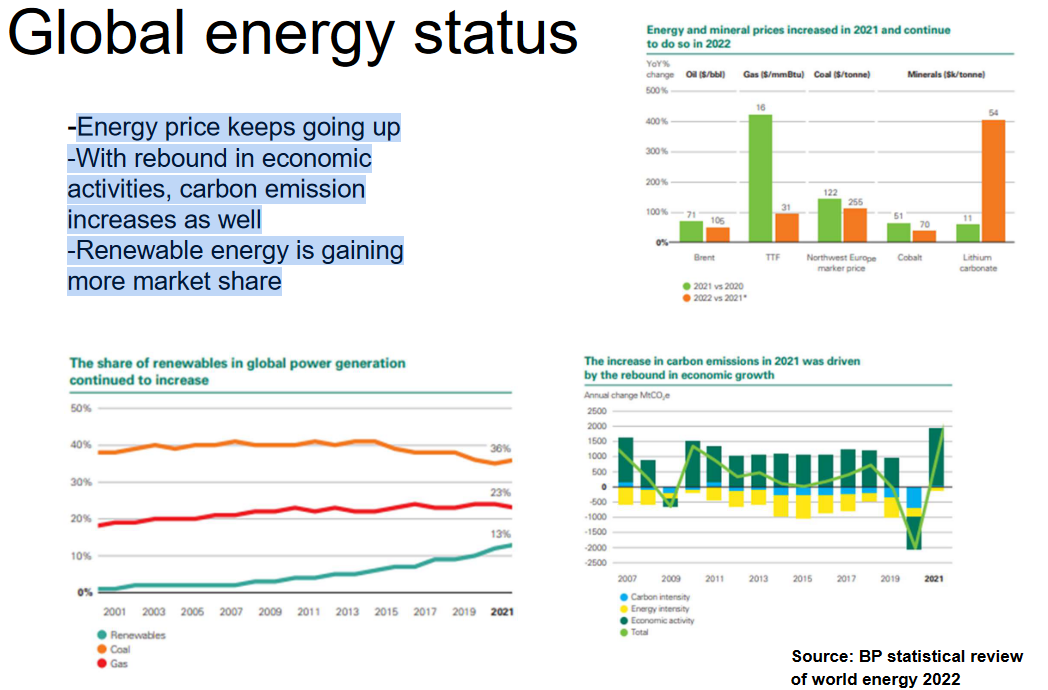 Global energy status
-Energy price keeps going up
-With rebound in economic
activities, carbon emission
increases as well
-Renewable energy is gaining
more market share
Energy and mineral prices increased in 2021 and continue
to do so in 2022
YoY%
change Oil ($/bbl) Gas ($/mmBtu) Coal ($/tonne) Minerals ($k/tonne)
500%
400%
300%
200%
100%
0%
71 105 16 31 122 255 51 70 11 54
Brent TTF Northwest Europe Cobalt Lithium
market price carbonate
2021 vs 2020
2022 vs 2021*
The share of renewables in global power generation
continued to increase
50%
40%
30%
20%
10%
0%
36%
23%
13%
2001 2003 2005 2007 2009 2011 2013 2015 2017 2019 2021
Renewables
Coal
Gas
The increase in carbon emissions in 2021 was driven
by the rebound in economic growth
Annual change MtCO₂e
2500
2000
1500
1000
500
0
-500
-1000
-1500
-2000
-2500
2007 2009 2011 2013 2015 2017 2019 2021
Carbon intensity
Energy intensity
Economic activity
Total
Source: BP statistical review
of world energy 2022